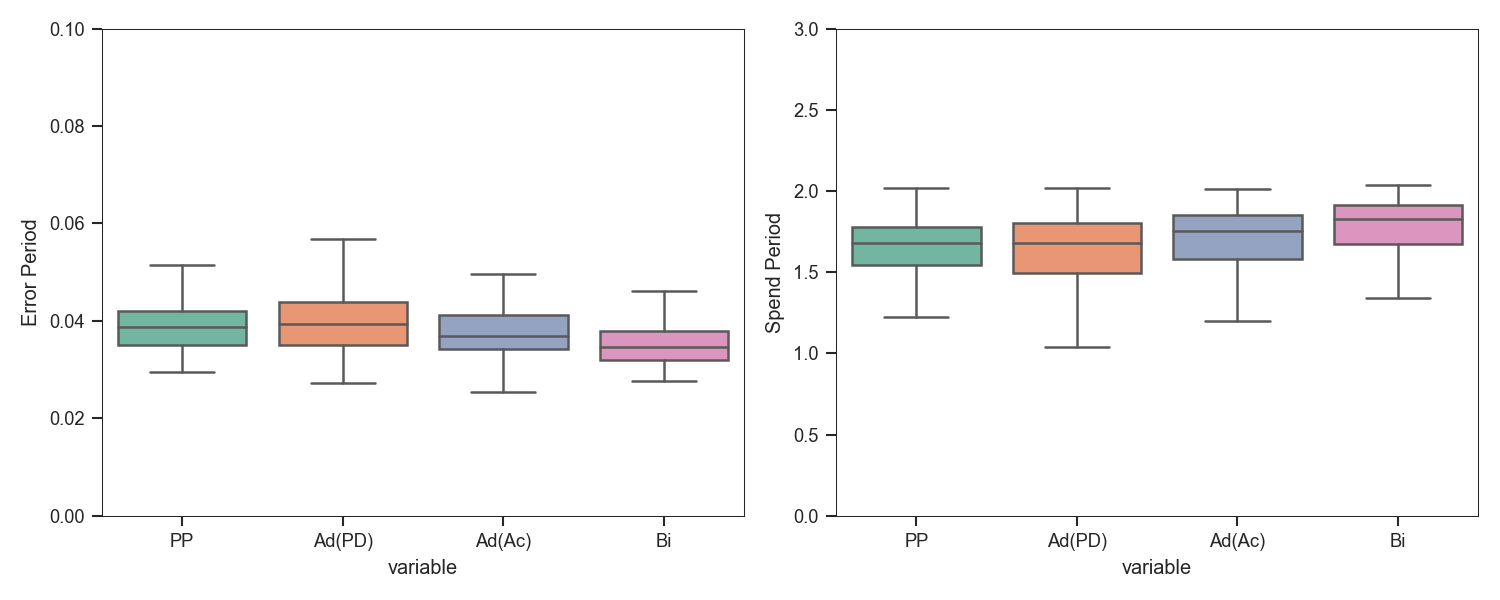 Error Period
0.10
0.08
0.06
0.04
0.02
0.00
PP Ad(PD) Ad(Ac) Bi
variable
Spend Period
3.0
2.5
2.0
1.5
1.0
0.5
0.0
PP Ad(PD) Ad(Ac) Bi
variable